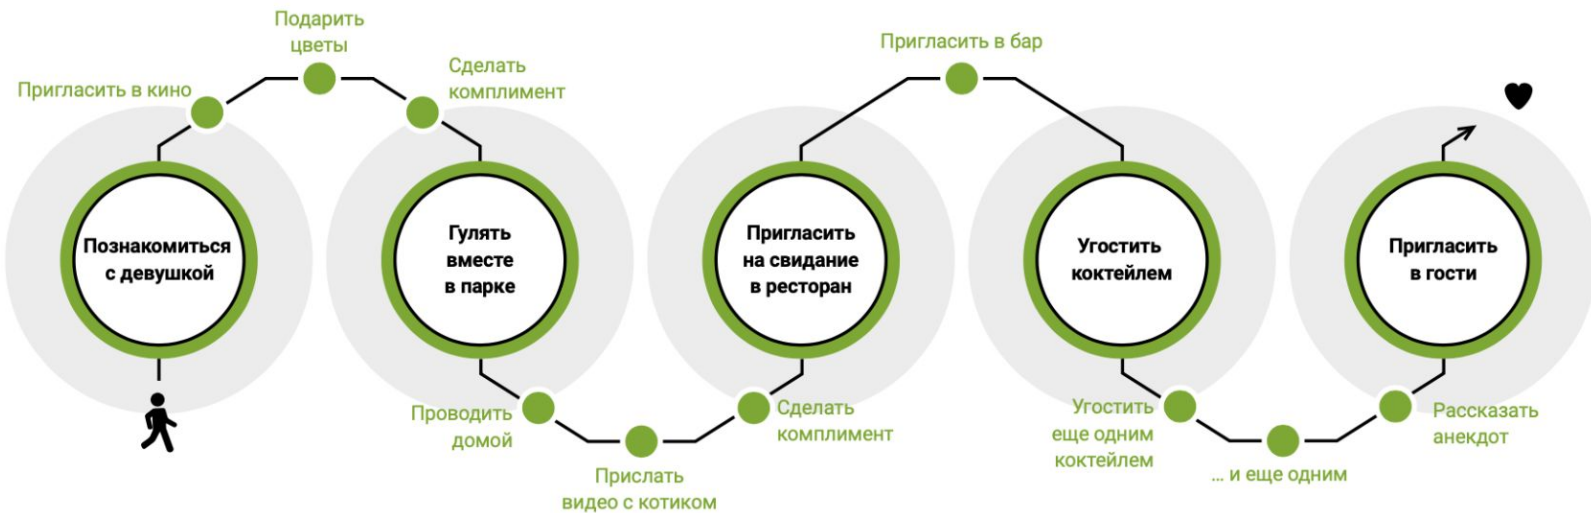 Пригласить в кино
Подарить
цветы
Сделать
комплимент
Пригласить в бар
Познакомиться
с девушкой
Гулять
вместе
в парке
Пригласить
на свидание
в ресторан
Угостить
коктейлем
Пригласить
в гости
Проводить
домой
Прислать
видео с котиком
Сделать
комплимент
Угостить
еще одним
коктейлем
... и еще одним
Рассказать
анекдот